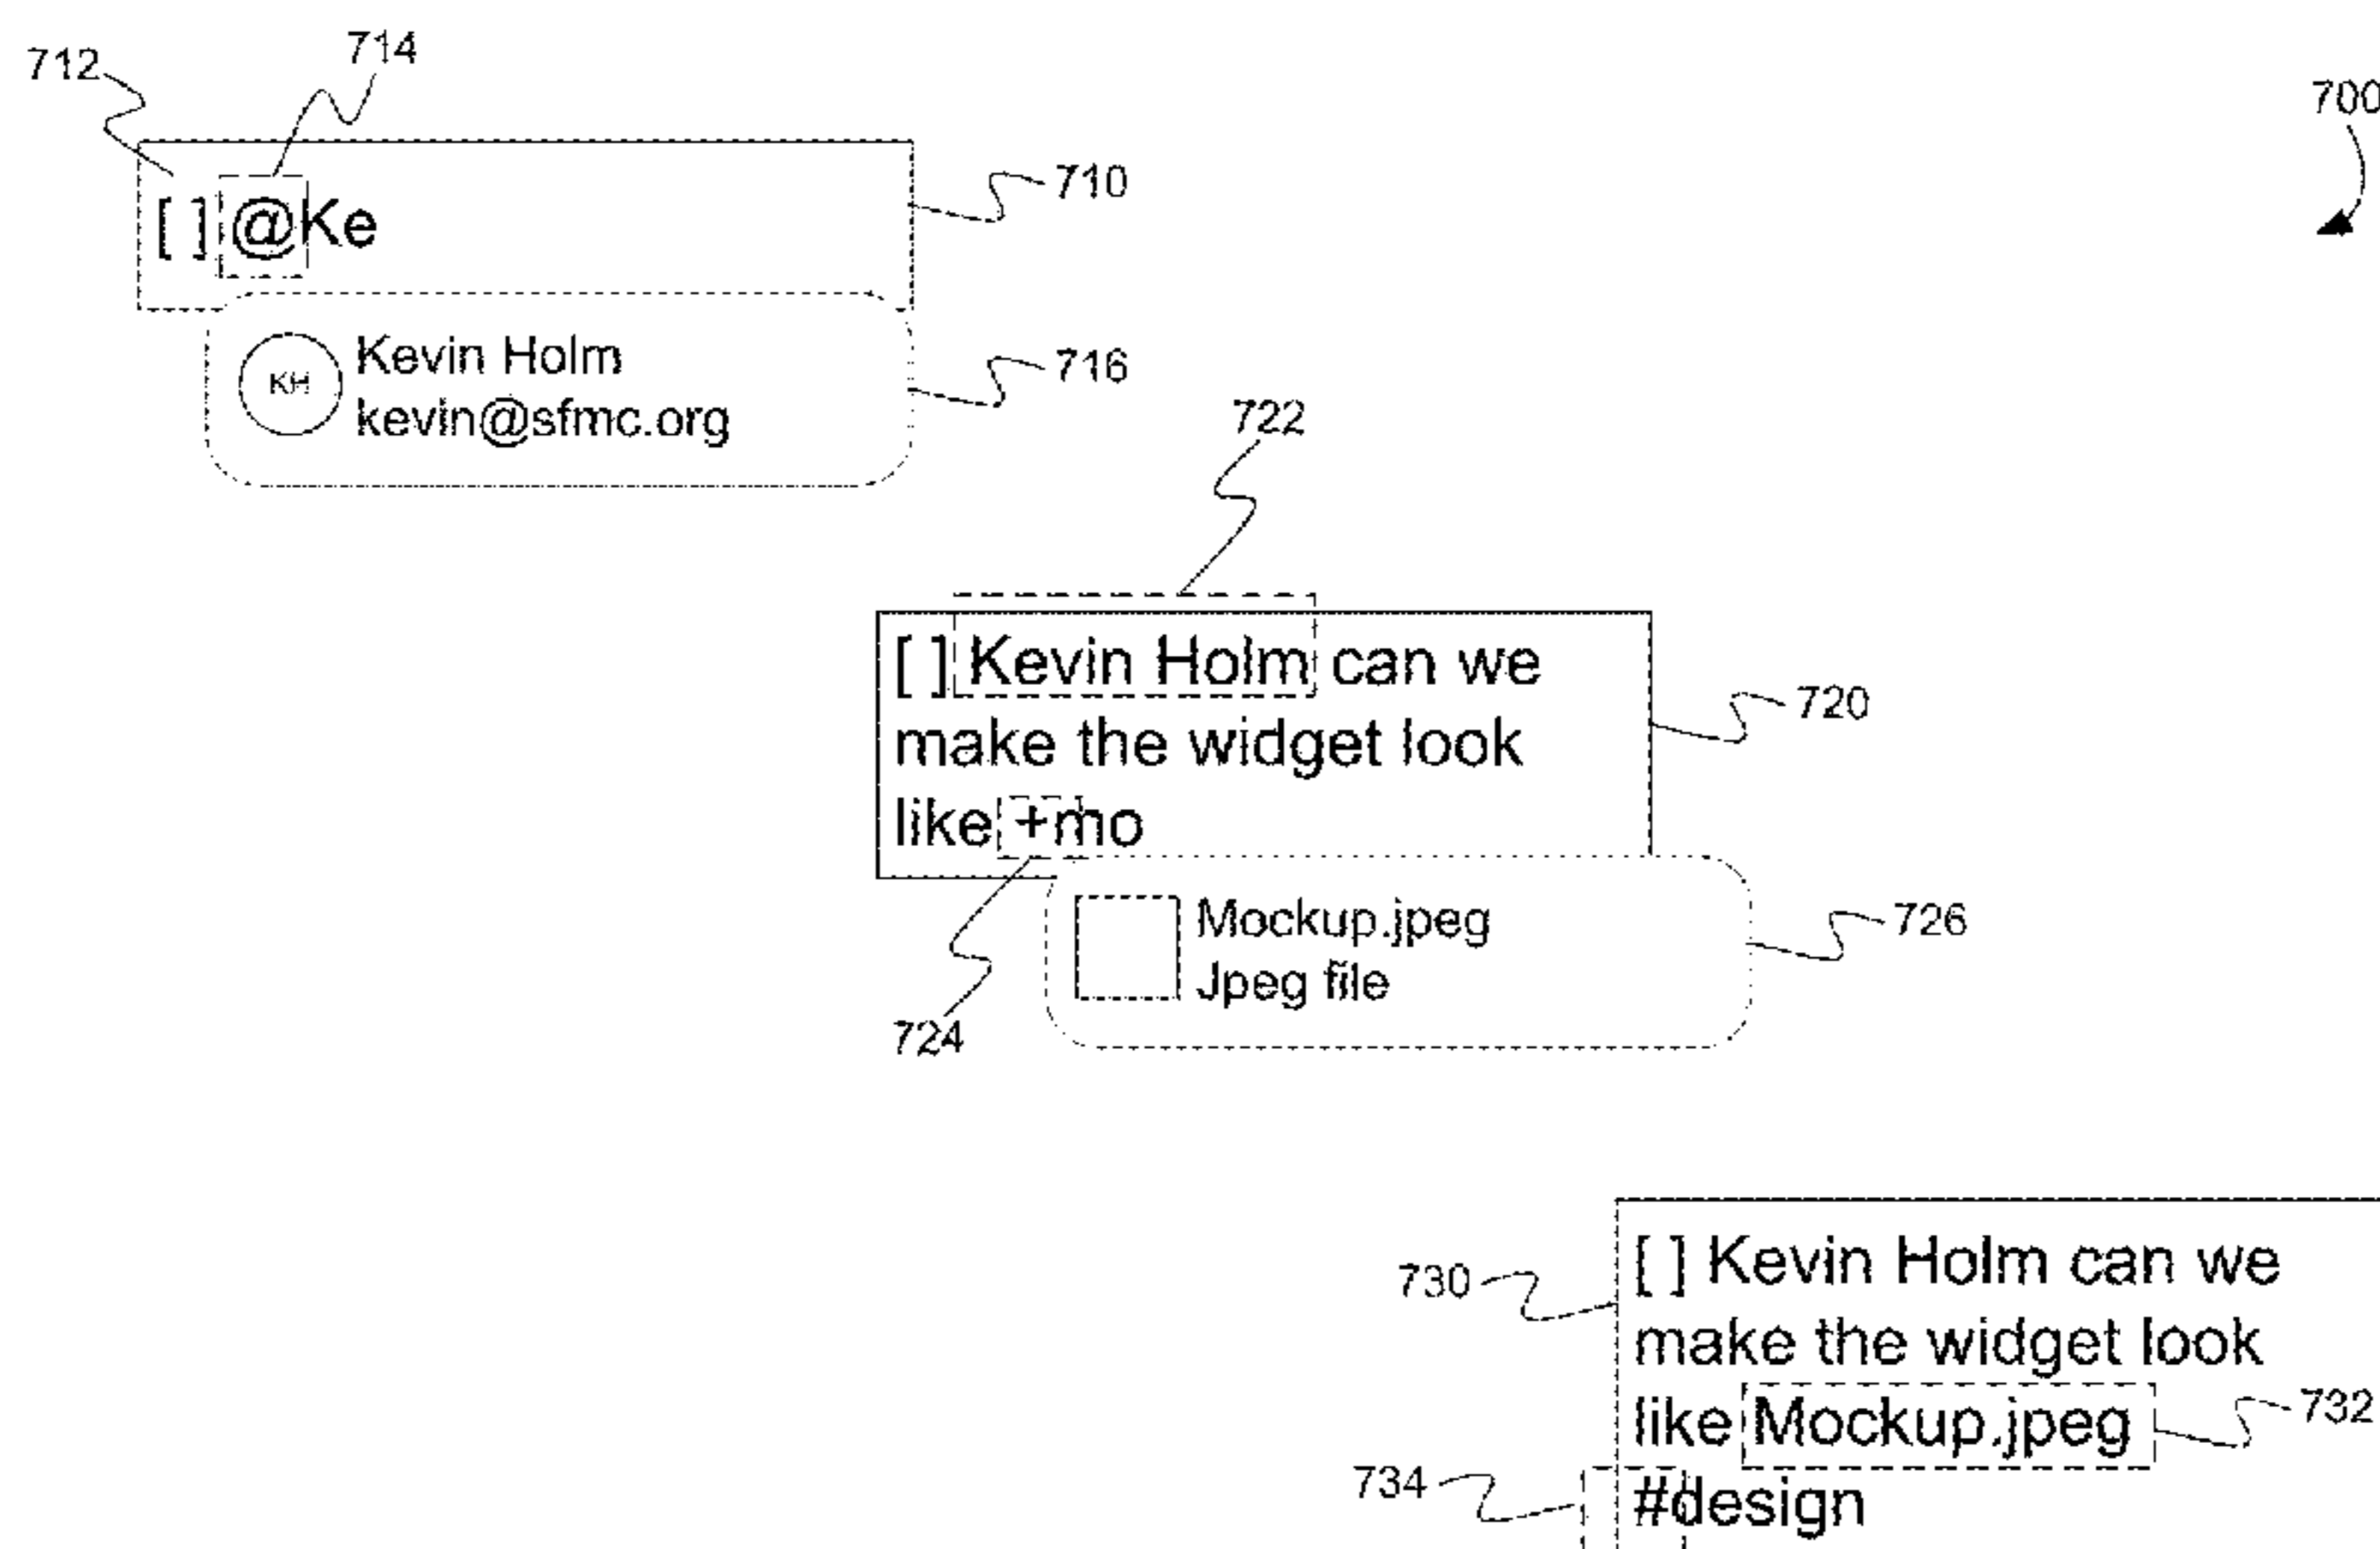 714
712
700
710
[ ] @Ke
716
KH
Kevin Holm
kevin@sfmc.org
722
[ ] Kevin Holm can we
make the widget look
like +mo
720
726
Mockup.jpeg
Jpeg file
724
730
[ ] Kevin Holm can we
make the widget look
like Mockup.jpeg
732
734
#design